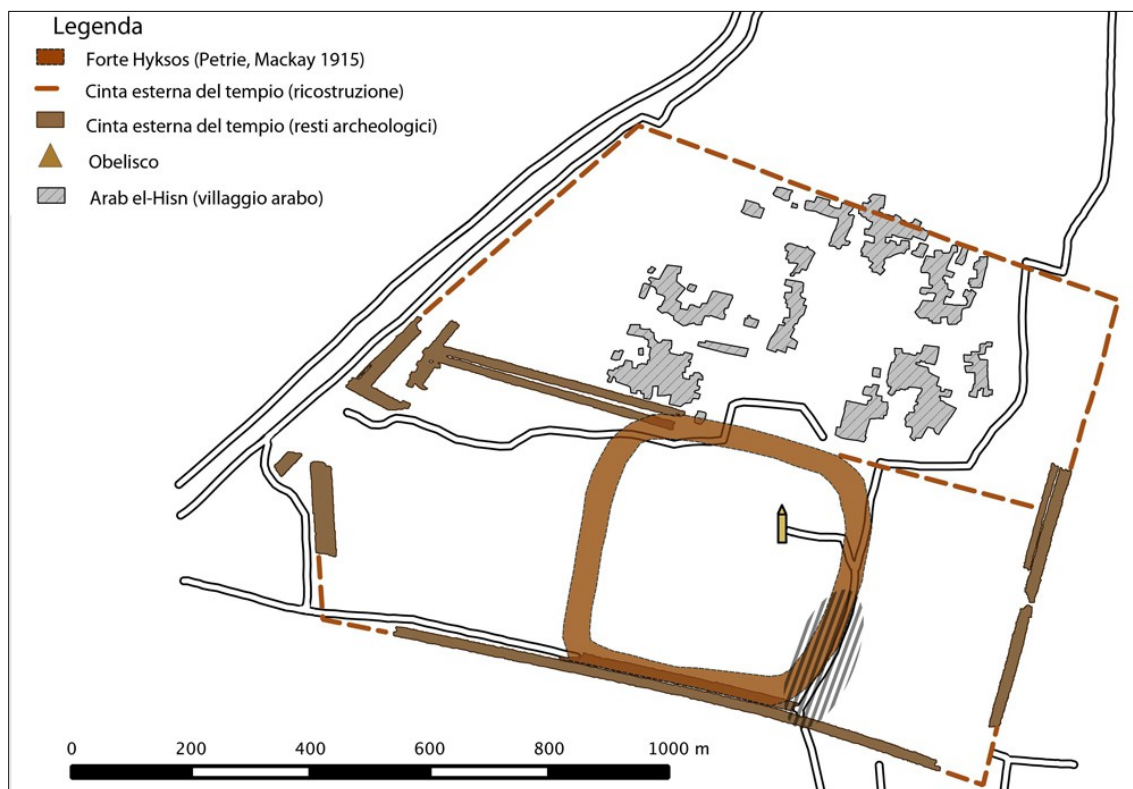 Legenda
Forte Hyksos (Petrie, Mackay 1915)
Cinta esterna del tempio (ricostruzione)
Cinta esterna del tempio (resti archeologici)
Obelisco
Arab el-Hisn (villaggio arabo)
0 200 400 600 800 1000 m